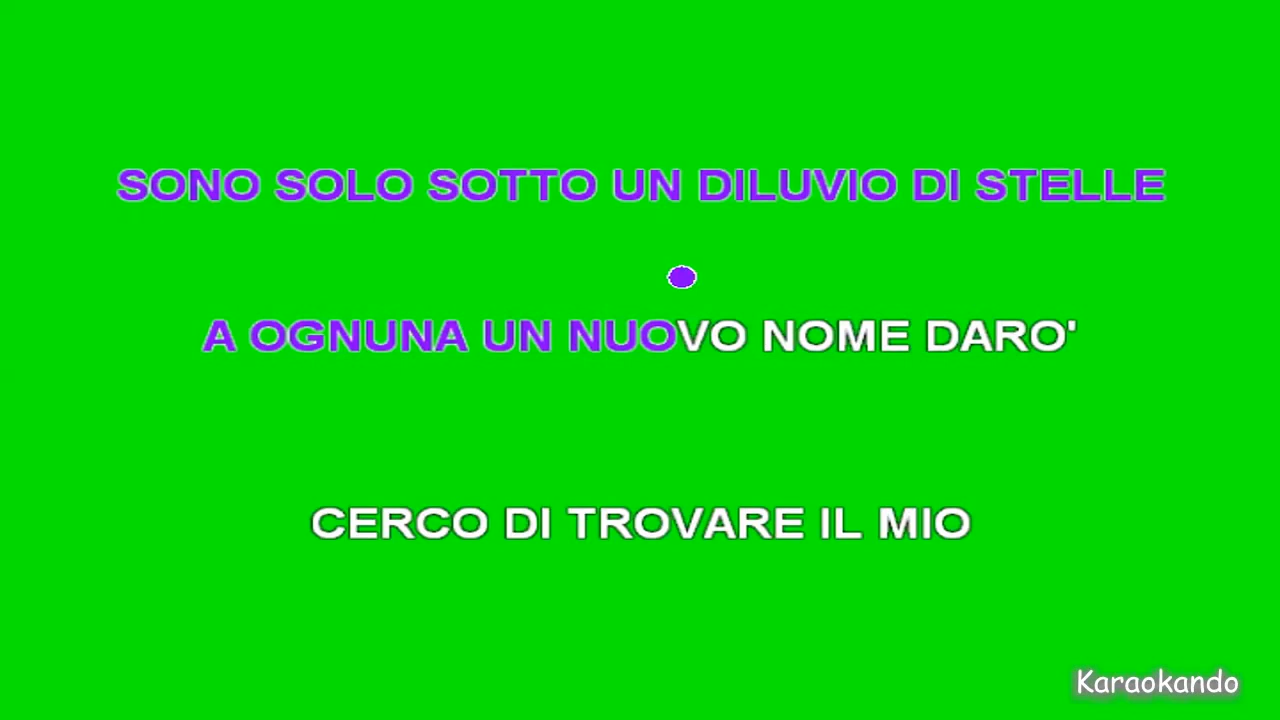 SONO SOLO SOTTO UN DILUVIO DI STELLE
A OGNUNA UN NUOVO NOME DARO'
CERCO DI TROVARE IL MIO
Karaokando